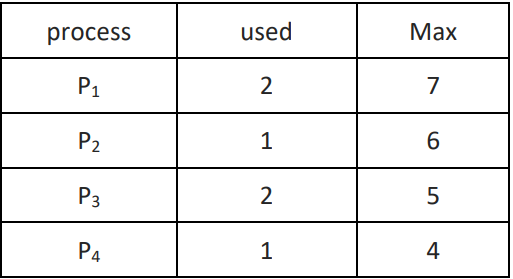 process used Max
P₁ 2 7
P₂ 1 6
P₃ 2 5
P₄ 1 4